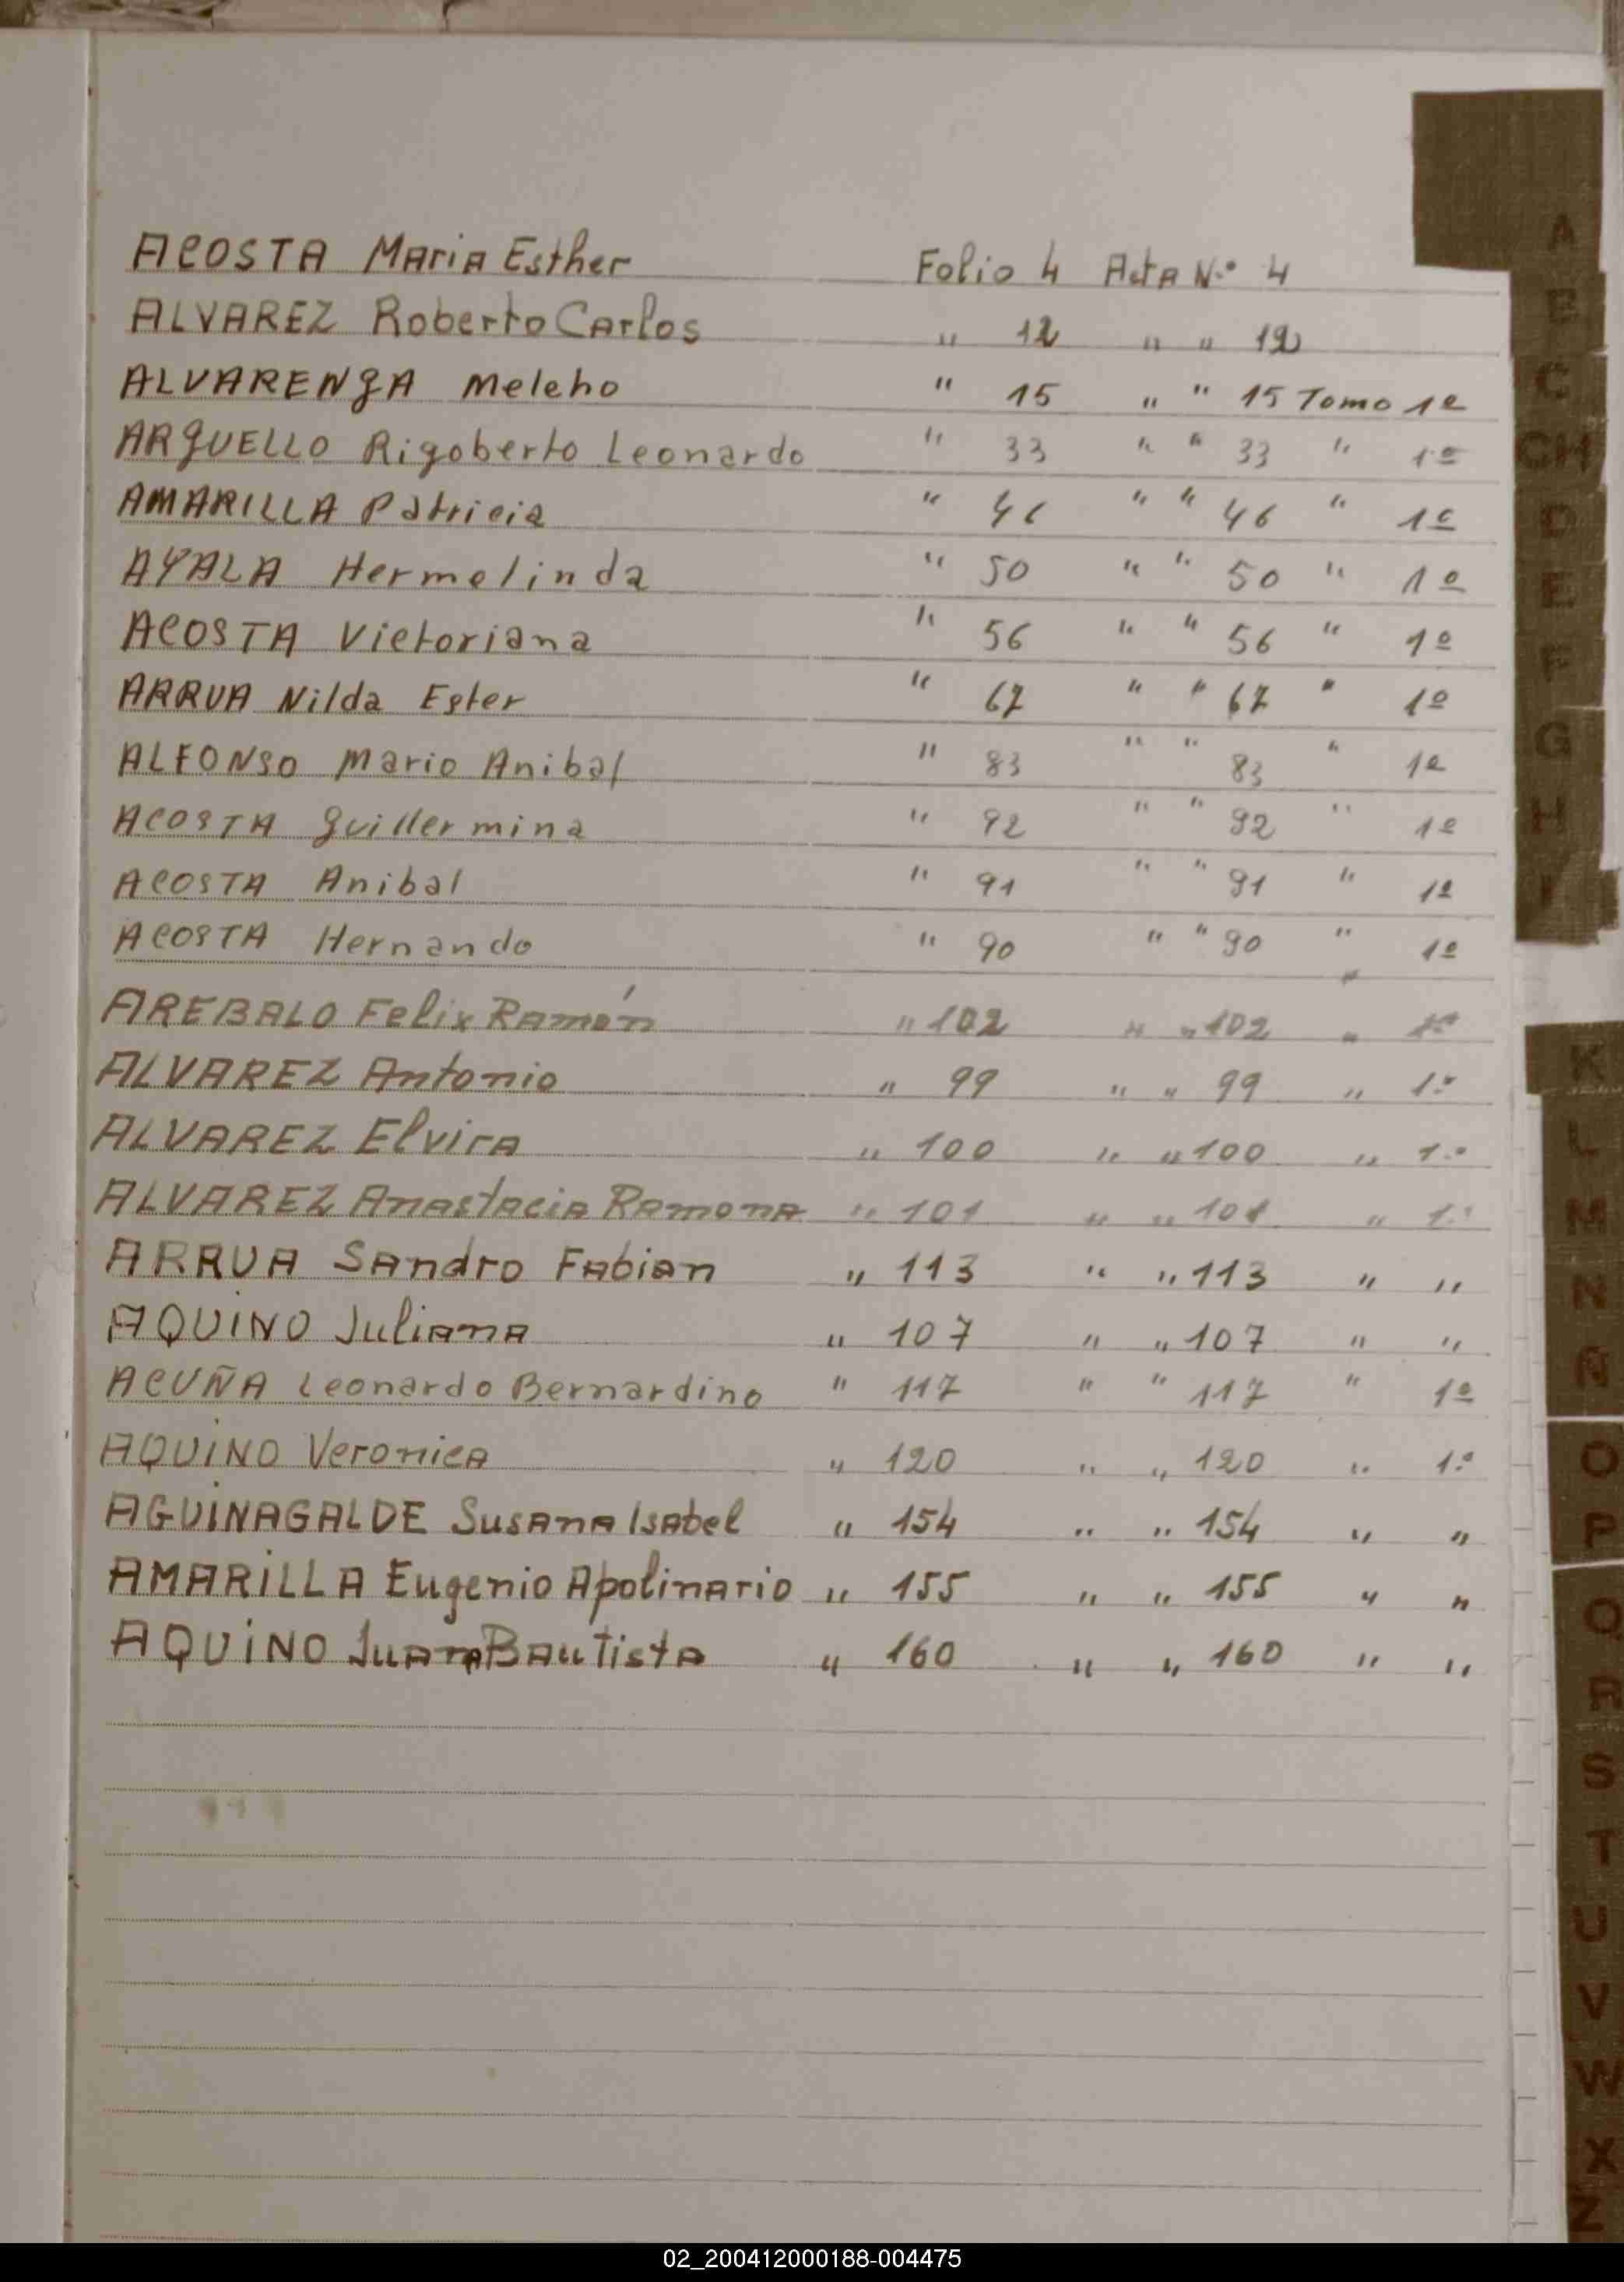 ACOSTA Maria Esther Folio 4 Acta N.º 4
ALVAREZ Roberto Carlos " 12 " " 12
ALVARENGA Melcho " 15 " " 15 Tomo 1º
ARGUELLO Rigoberto Leonardo " 33 " " 33 " 1º
AMARILLA Patricia " 46 " " 46 " 1º
AYALA Hermelinda " 50 " " 50 " 1º
ACOSTA Victoriana " 56 " " 56 " 1º
ARRUA Nilda Ester " 67 " " 67 " 1º
ALFONSO Mario Anibal " 83 " " 83 " 1º
ACOSTA Guillermina " 92 " " 92 " 1º
ACOSTA Anibal " 91 " " 91 " 1º
ACOSTA Hernando " 90 " " 90 " 1º
AREBALO Felix Ramón " 102 " " 102 " 1º
ALVAREZ Antonio " 99 " " 99 " 1º
ALVAREZ Elvira " 100 " " 100 " 1º
ALVAREZ Anastacia Ramona " 101 " " 101 " 1º
ARRUA Sandro Fabian " 113 " " 113 " "
AQUINO Juliana " 107 " " 107 " "
ACUÑA Leonardo Bernardino " 117 " " 117 " 1º
AQUINO Veronica " 120 " " 120 " 1º
AGUINAGALDE Susana Isabel " 154 " " 154 " "
AMARILLA Eugenio Apolinario " 155 " " 155 " "
AQUINO Juan Bautista " 160 " " 160 " "
A
B
C
CH
D
E
F
G
H
I
K
L
M
N
Ñ
O
P
Q
R
S
T
U
V
W
X
Z
02_200412000188-004475